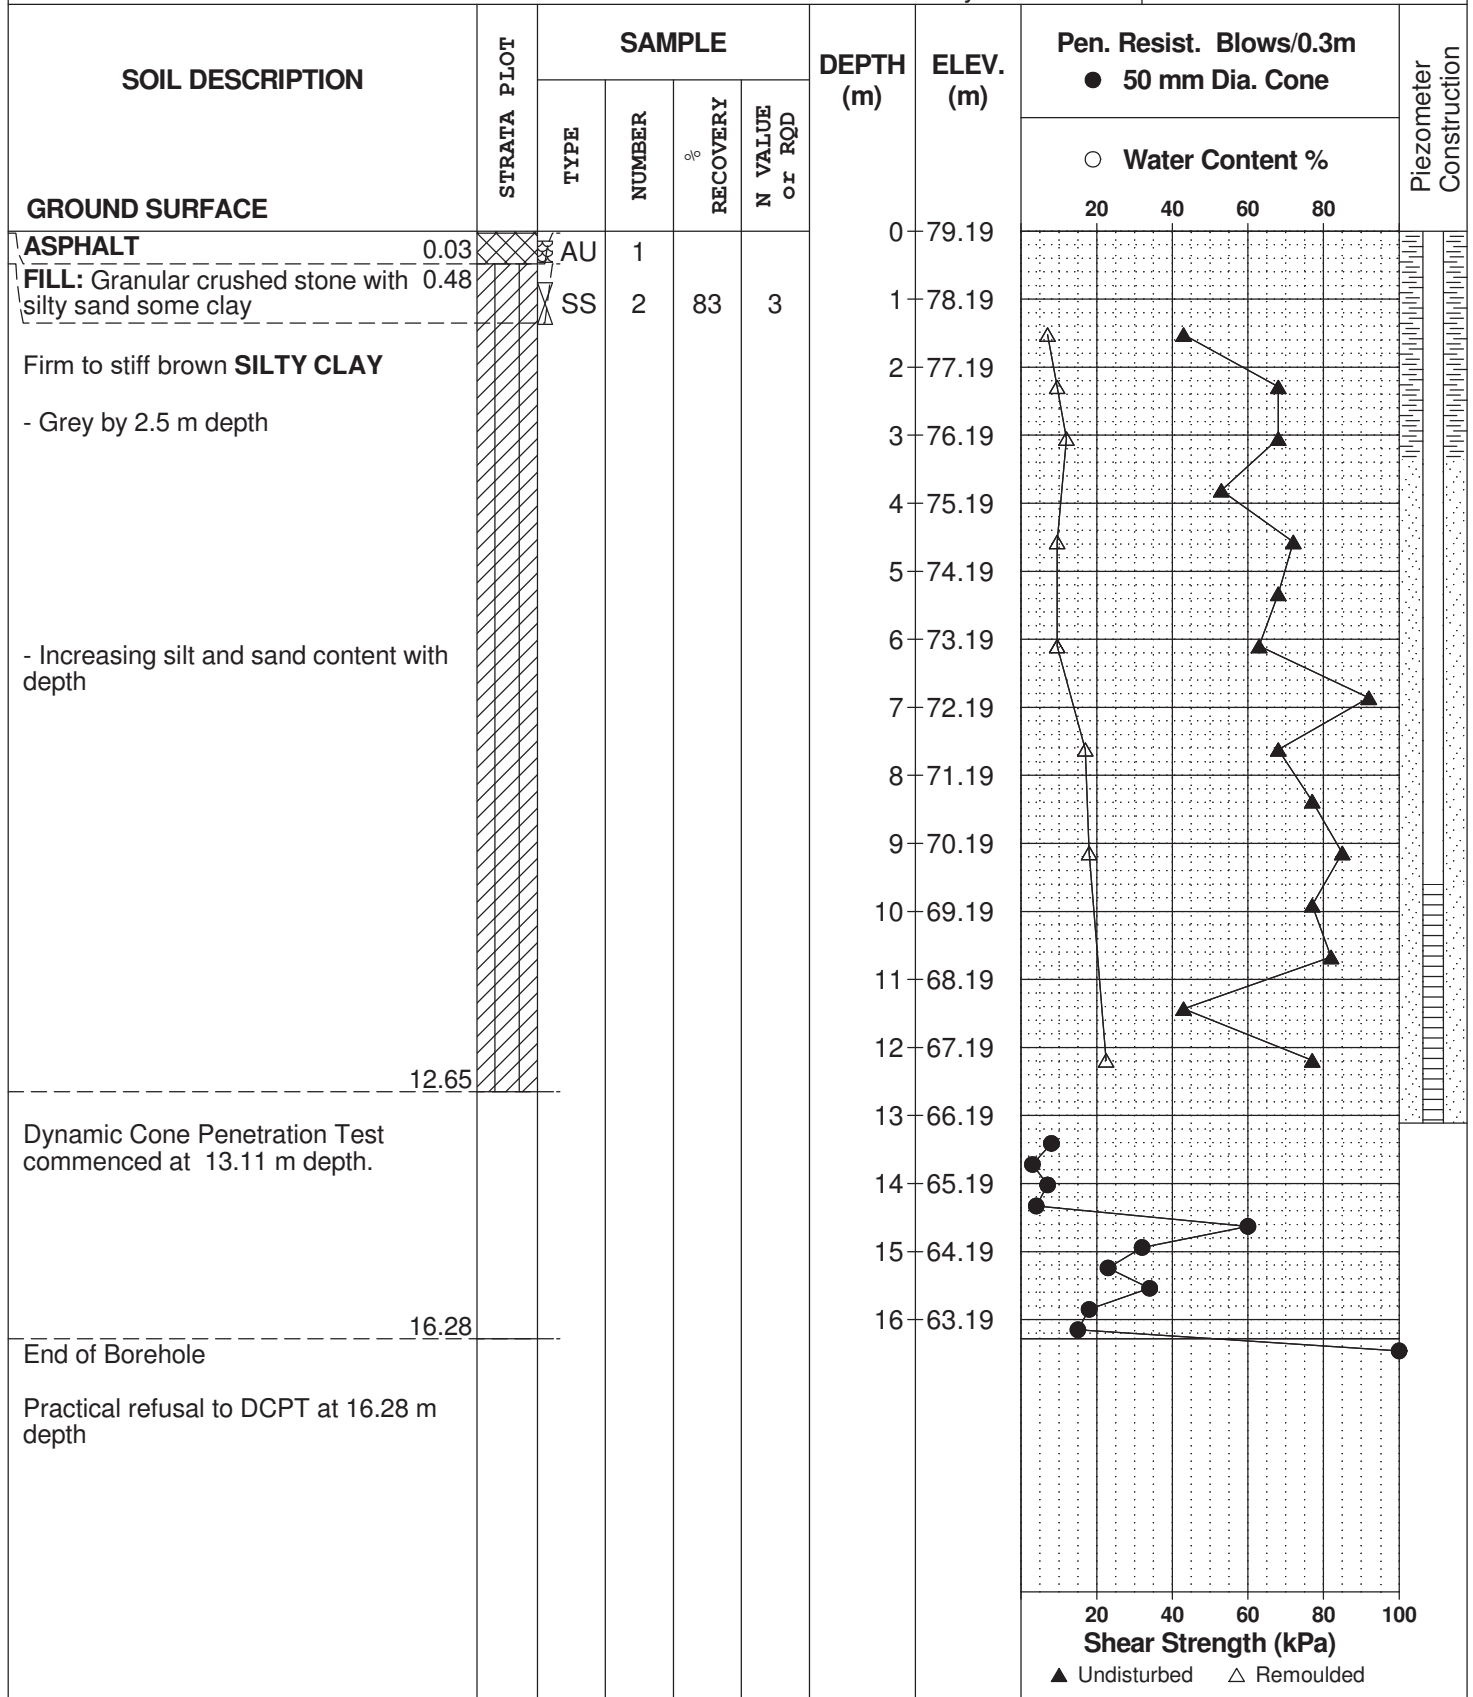 SOIL DESCRIPTION
GROUND SURFACE
STRATA PLOT
SAMPLE
TYPE
NUMBER
% RECOVERY
N VALUE or RQD
DEPTH (m)
ELEV. (m)
Pen. Resist. Blows/0.3m
● 50 mm Dia. Cone
○ Water Content %
20 40 60 80
Piezometer Construction
ASPHALT 0.03
FILL: Granular crushed stone with 0.48
silty sand some clay
Firm to stiff brown SILTY CLAY
- Grey by 2.5 m depth
- Increasing silt and sand content with
depth
12.65
Dynamic Cone Penetration Test
commenced at 13.11 m depth.
16.28
End of Borehole
Practical refusal to DCPT at 16.28 m
depth
AU 1
SS 2 83 3
0 79.19
1 78.19
2 77.19
3 76.19
4 75.19
5 74.19
6 73.19
7 72.19
8 71.19
9 70.19
10 69.19
11 68.19
12 67.19
13 66.19
14 65.19
15 64.19
16 63.19
20 40 60 80 100
Shear Strength (kPa)
▲ Undisturbed △ Remoulded